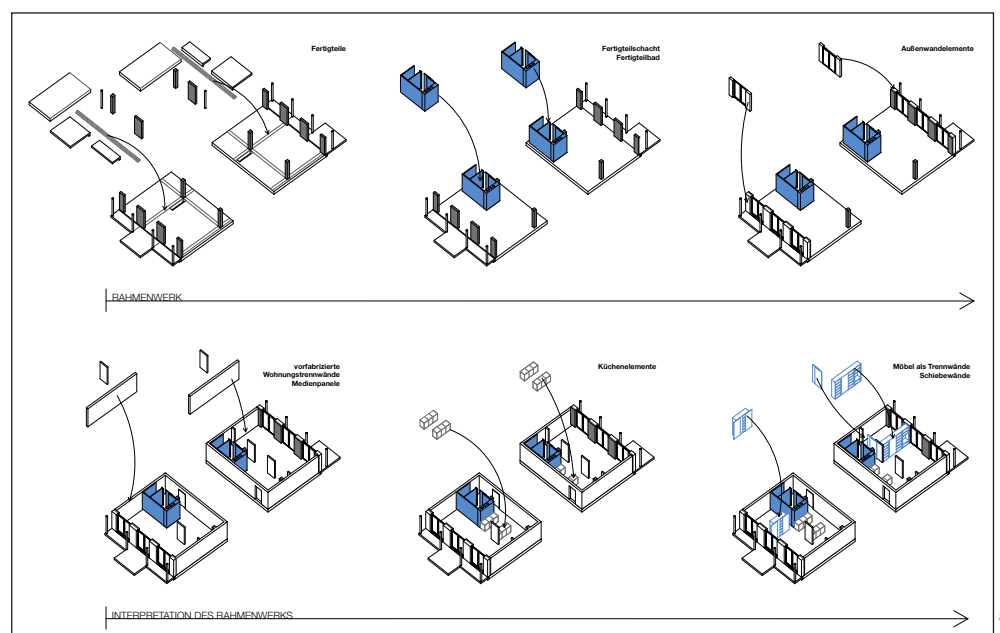 Fertigteile
Fertigteilschacht
Fertigteilbad
Außenwandelemente
RAHMENWERK
vorfabrizierte
Wohnungstrennwände
Medienpanele
Küchenelemente
Möbel als Trennwände
Schiebewände
INTERPRETATION DES RAHMENWERKS